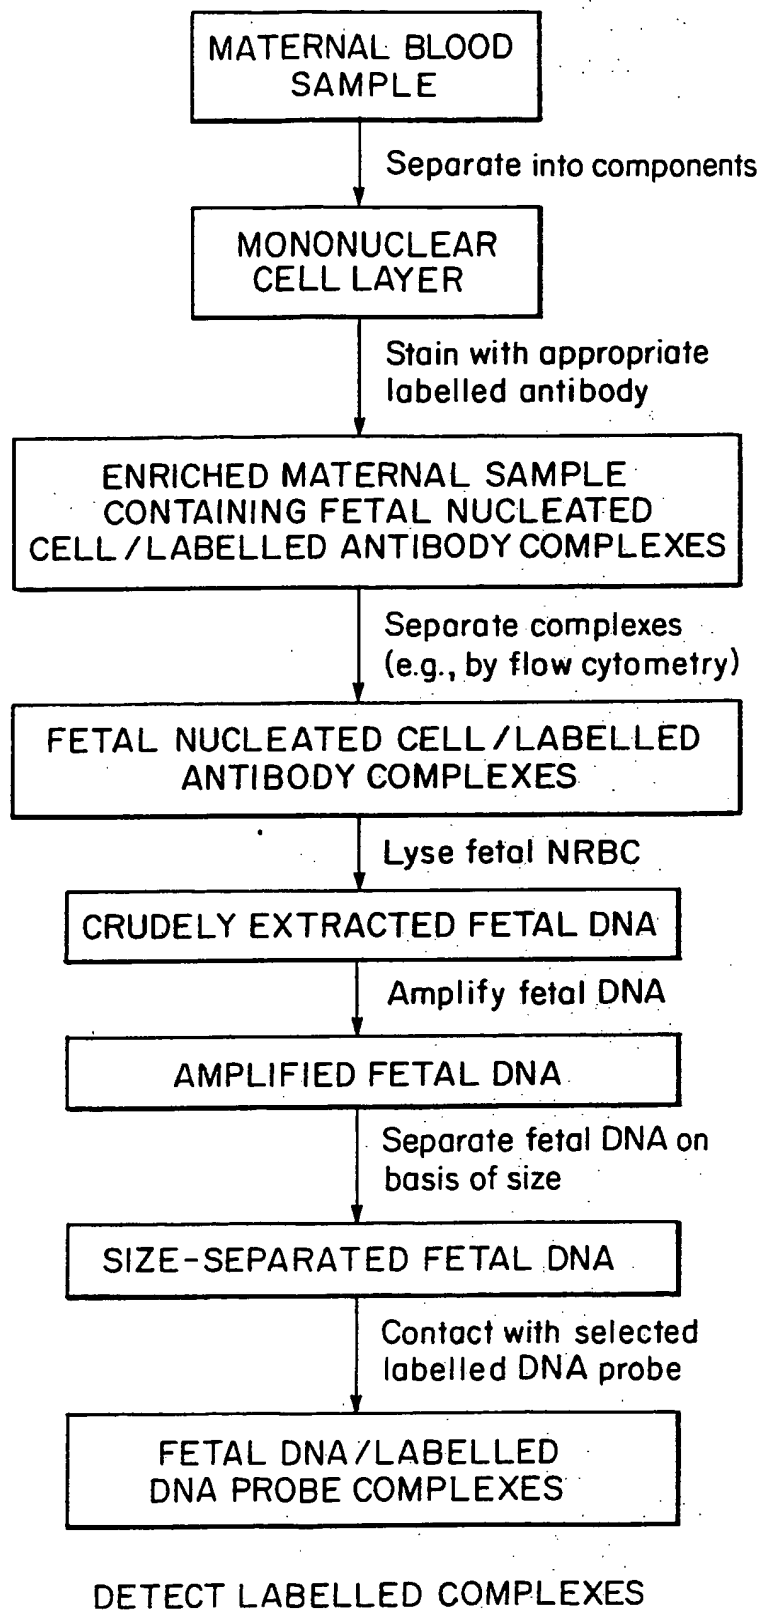 MATERNAL BLOOD
SAMPLE
Separate into components
MONONUCLEAR
CELL LAYER
Stain with appropriate
labelled antibody
ENRICHED MATERNAL SAMPLE
CONTAINING FETAL NUCLEATED
CELL/LABELLED ANTIBODY COMPLEXES
Separate complexes
(e.g., by flow cytometry)
FETAL NUCLEATED CELL/LABELLED
ANTIBODY COMPLEXES
Lyse fetal NRBC
CRUDELY EXTRACTED FETAL DNA
Amplify fetal DNA
AMPLIFIED FETAL DNA
Separate fetal DNA on
basis of size
SIZE-SEPARATED FETAL DNA
Contact with selected
labelled DNA probe
FETAL DNA/LABELLED
DNA PROBE COMPLEXES
DETECT LABELLED COMPLEXES